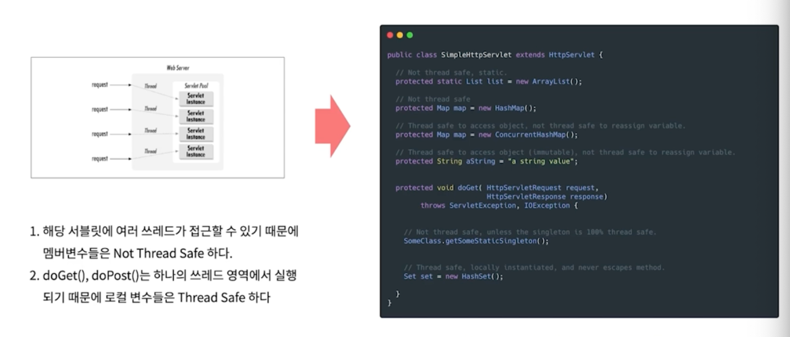 Web Server
Servlet Pool
request
Thread
Servlet
Instance
request
Thread
Servlet
Instance
request
Thread
Servlet
Instance
request
Thread
Servlet
Instance
1. 해당 서블릿에 여러 쓰레드가 접근할 수 있기 때문에
멤버변수들은 Not Thread Safe 하다.
2. doGet(), doPost()는 하나의 쓰레드 영역에서 실행
되기 때문에 로컬 변수들은 Thread Safe 하다
public class SimpleHttpServlet extends HttpServlet {
// Not thread safe, static.
protected static List list = new ArrayList();
// Not thread safe
protected Map map = new HashMap();
// Thread safe to access object, not thread safe to reassign variable.
protected Map map = new ConcurrentHashMap();
// Thread safe to access object (immutable), not thread safe to reassign variable.
protected String aString = "a string value";
protected void doGet( HttpServletRequest request,
HttpServletResponse response)
throws ServletException, IOException {
// Not thread safe, unless the singleton is 100% thread safe.
SomeClass.getSomeStaticSingleton();
// Thread safe, locally instantiated, and never escapes method.
Set set = new HashSet();
}
}